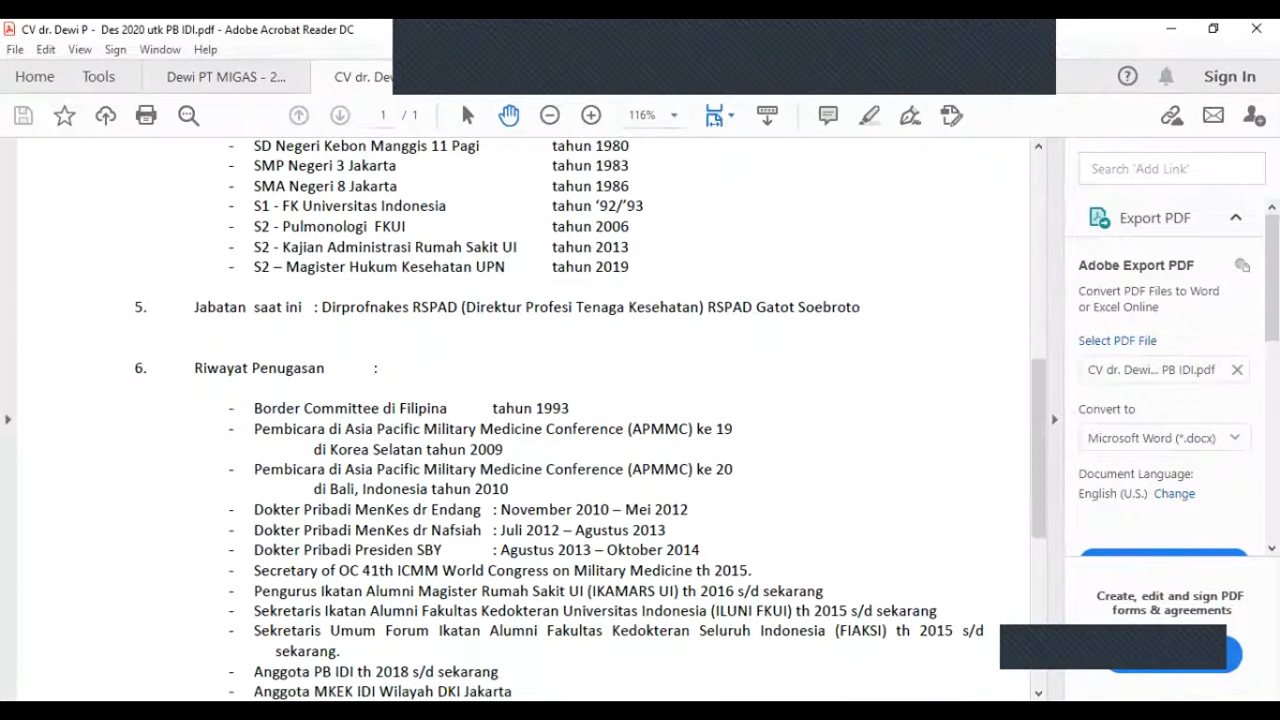 CV dr. Dewi P - Des 2020 utk PB IDI.pdf - Adobe Acrobat Reader DC
File Edit View Sign Window Help
Home Tools Dewi PT MIGAS - 2... CV dr. De Sign In
1 / 1 116%
- SD Negeri Kebon Manggis 11 Pagi tahun 1980
- SMP Negeri 3 Jakarta tahun 1983
- SMA Negeri 8 Jakarta tahun 1986
- S1 - FK Universitas Indonesia tahun ‘92/’93
- S2 - Pulmonologi FKUI tahun 2006
- S2 - Kajian Administrasi Rumah Sakit UI tahun 2013
- S2 – Magister Hukum Kesehatan UPN tahun 2019
5. Jabatan saat ini : Dirprofnakes RSPAD (Direktur Profesi Tenaga Kesehatan) RSPAD Gatot Soebroto
6. Riwayat Penugasan :
- Border Committee di Filipina tahun 1993
- Pembicara di Asia Pacific Military Medicine Conference (APMMC) ke 19
di Korea Selatan tahun 2009
- Pembicara di Asia Pacific Military Medicine Conference (APMMC) ke 20
di Bali, Indonesia tahun 2010
- Dokter Pribadi MenKes dr Endang : November 2010 – Mei 2012
- Dokter Pribadi MenKes dr Nafsiah : Juli 2012 – Agustus 2013
- Dokter Pribadi Presiden SBY : Agustus 2013 – Oktober 2014
- Secretary of OC 41th ICMM World Congress on Military Medicine th 2015.
- Pengurus Ikatan Alumni Magister Rumah Sakit UI (IKAMARS UI) th 2016 s/d sekarang
- Sekretaris Ikatan Alumni Fakultas Kedokteran Universitas Indonesia (ILUNI FKUI) th 2015 s/d sekarang
- Sekretaris Umum Forum Ikatan Alumni Fakultas Kedokteran Seluruh Indonesia (FIAKSI) th 2015 s/d
sekarang.
- Anggota PB IDI th 2018 s/d sekarang
- Anggota MKEK IDI Wilayah DKI Jakarta
Search 'Add Link'
Export PDF
Adobe Export PDF
Convert PDF Files to Word
or Excel Online
Select PDF File
CV dr. Dewi... PB IDI.pdf
Convert to
Microsoft Word (*.docx)
Document Language:
English (U.S.) Change
Create, edit and sign PDF
forms & agreements